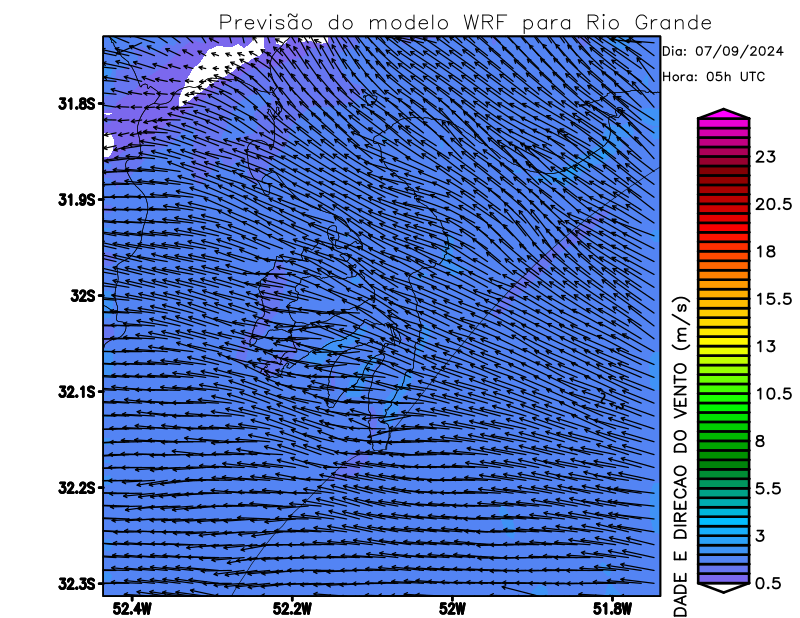 Previsão do modelo WRF para Rio Grande
Dia: 07/09/2024
Hora: 05h UTC
31.8S
31.9S
32S
32.1S
32.2S
32.3S
52.4W
52.2W
52W
51.8W
23
20.5
18
15.5
13
10.5
8
5.5
3
0.5
DADE E DIRECAO DO VENTO (m/s)